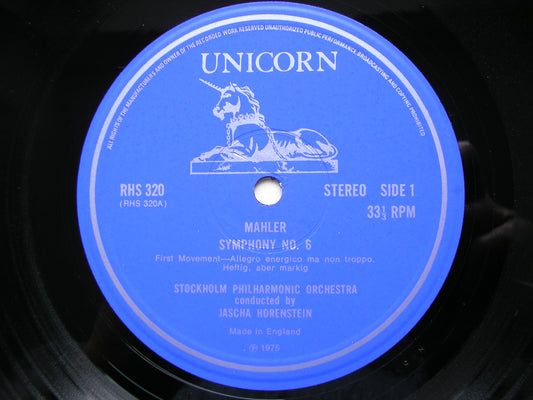 ALL RIGHTS OF THE MANUFACTURERS AND OWNER OF THE RECORDED WORK RESERVED UNAUTHORIZED PUBLIC PERFORMANCE, BROADCASTING AND COPYING PROHIBITED
UNICORN
RHS 320
(RHS 320A)
STEREO SIDE 1
33⅓ RPM
MAHLER
SYMPHONY NO. 6
First Movement—Allegro energico ma non troppo.
Heftig, aber markig
STOCKHOLM PHILHARMONIC ORCHESTRA
conducted by
JASCHA HORENSTEIN
Made in England
℗ 1975